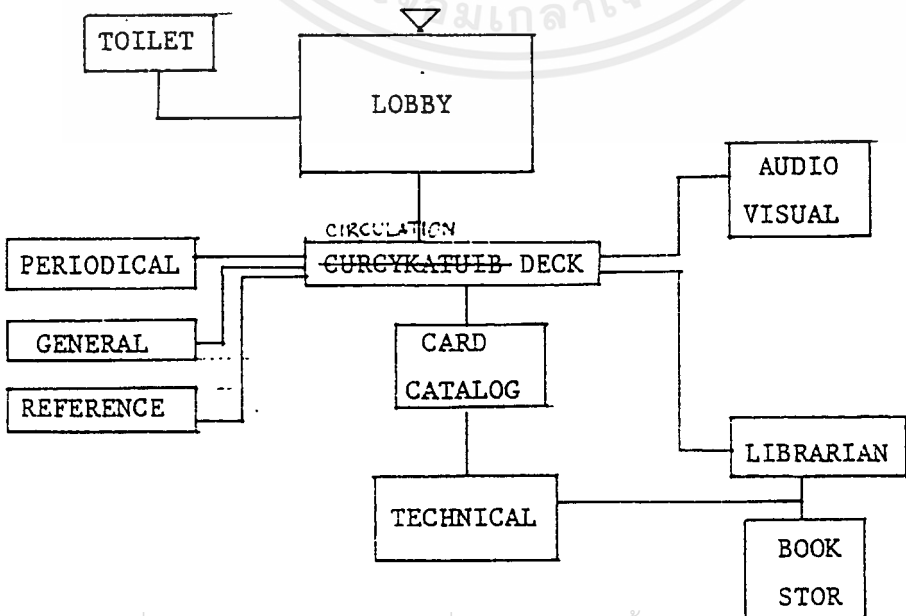 TOILET
LOBBY
AUDIO
VISUAL
CIRCULATION
CURCYKATUIB DECK
PERIODICAL
GENERAL
REFERENCE
CARD
CATALOG
LIBRARIAN
TECHNICAL
BOOK
STOR